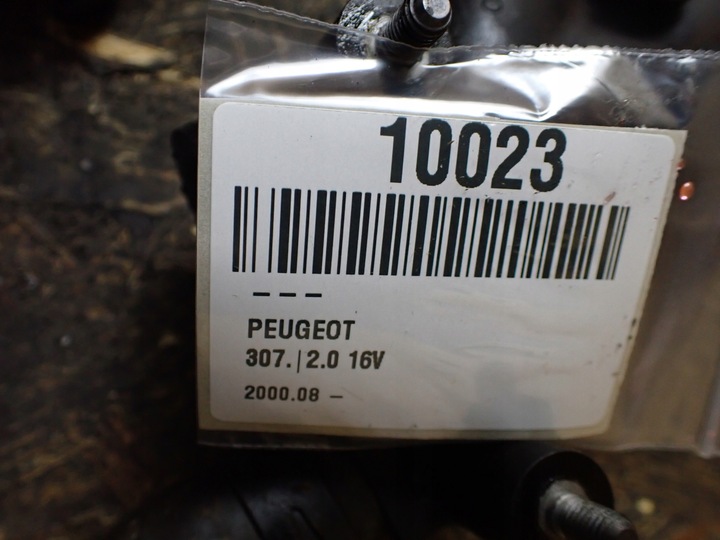 10023
– – –
PEUGEOT
307.|2.0 16V
2000.08 –